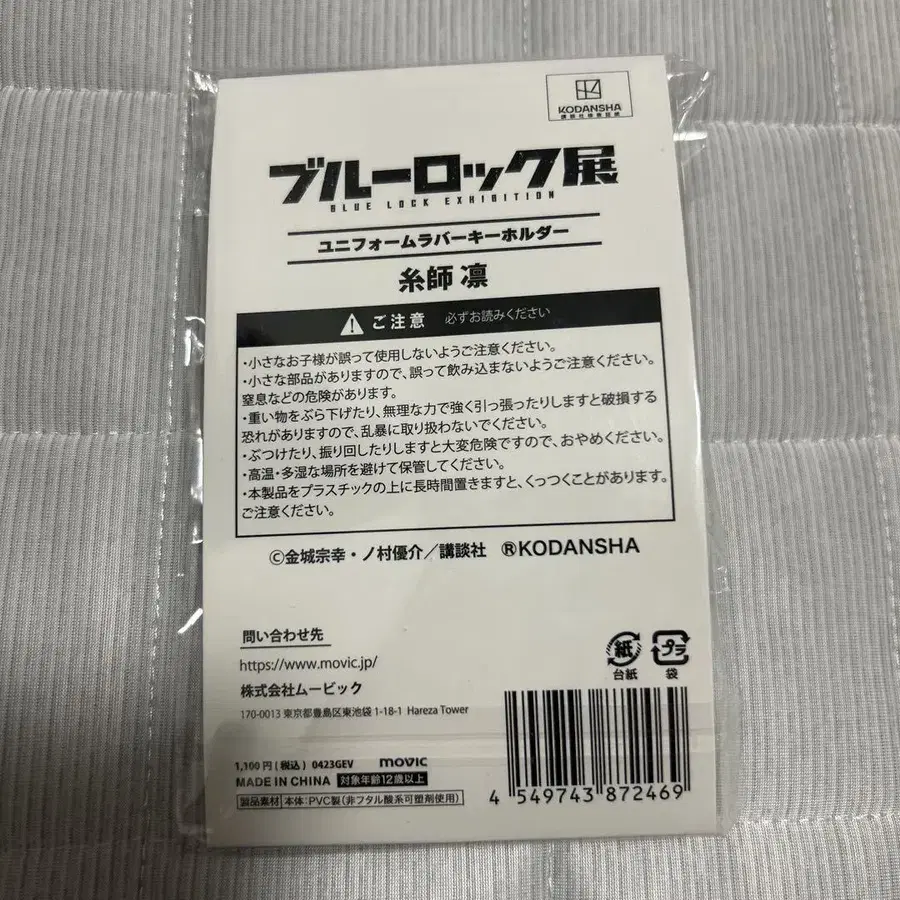 KODANSHA
講談社検査証紙
ブルーロック展
BLUE LOCK EXHIBITION
ユニフォームラバーキーホルダー
糸師 凛
ご注意 必ずお読みください
・小さなお子様が誤って使用しないようご注意ください。
・小さな部品がありますので、誤って飲み込まないようご注意ください。
窒息などの危険があります。
・重い物をぶら下げたり、無理な力で強く引っ張ったりしますと破損する
恐れがありますので、乱暴に取り扱わないでください。
・ぶつけたり、振り回したりしますと大変危険ですので、おやめください。
・高温・多湿な場所を避けて保管してください。
・本製品をプラスチックの上に長時間置きますと、くっつくことがあります。
ご注意ください。
©金城宗幸・ノ村優介／講談社 ®KODANSHA
問い合わせ先
https://www.movic.jp/
株式会社ムービック
170-0013 東京都豊島区東池袋 1-18-1 Hareza Tower
紙 プラ
台紙 袋
1,100円(税込) 0423GEV movic
MADE IN CHINA 対象年齢12歳以上
製品素材 本体：PVC製(非フタル酸系可塑剤使用)
4 549743 872469